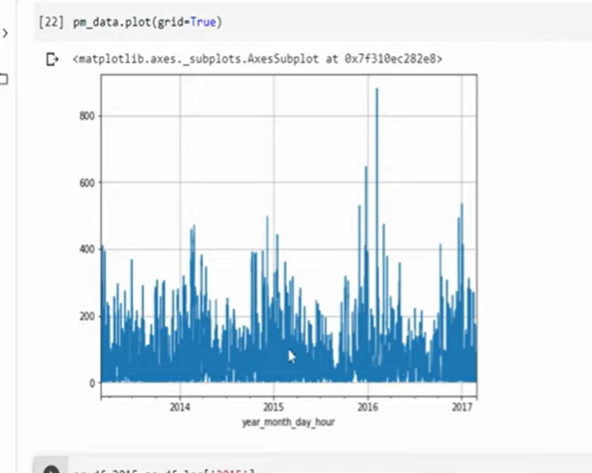 [22] pm_data.plot(grid=True)
<matplotlib.axes._subplots.AxesSubplot at 0x7f310ec282e8>
800
600
400
200
0
2014 2015 2016 2017
year_month_day_hour